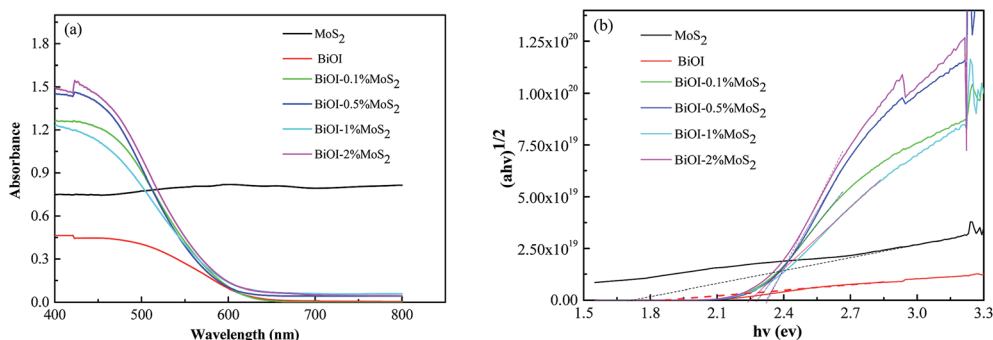 (a)
MoS2
BiOI
BiOI-0.1%MoS2
BiOI-0.5%MoS2
BiOI-1%MoS2
BiOI-2%MoS2
Absorbance
1.8
1.5
1.2
0.9
0.6
0.3
0.0
400 500 600 700 800
Wavelength (nm)
(b)
MoS2
BiOI
BiOI-0.1%MoS2
BiOI-0.5%MoS2
BiOI-1%MoS2
BiOI-2%MoS2
(ahv)1/2
1.25x10^20
1.00x10^20
7.50x10^19
5.00x10^19
2.50x10^19
0.00
1.5 1.8 2.1 2.4 2.7 3.0 3.3
hv (ev)